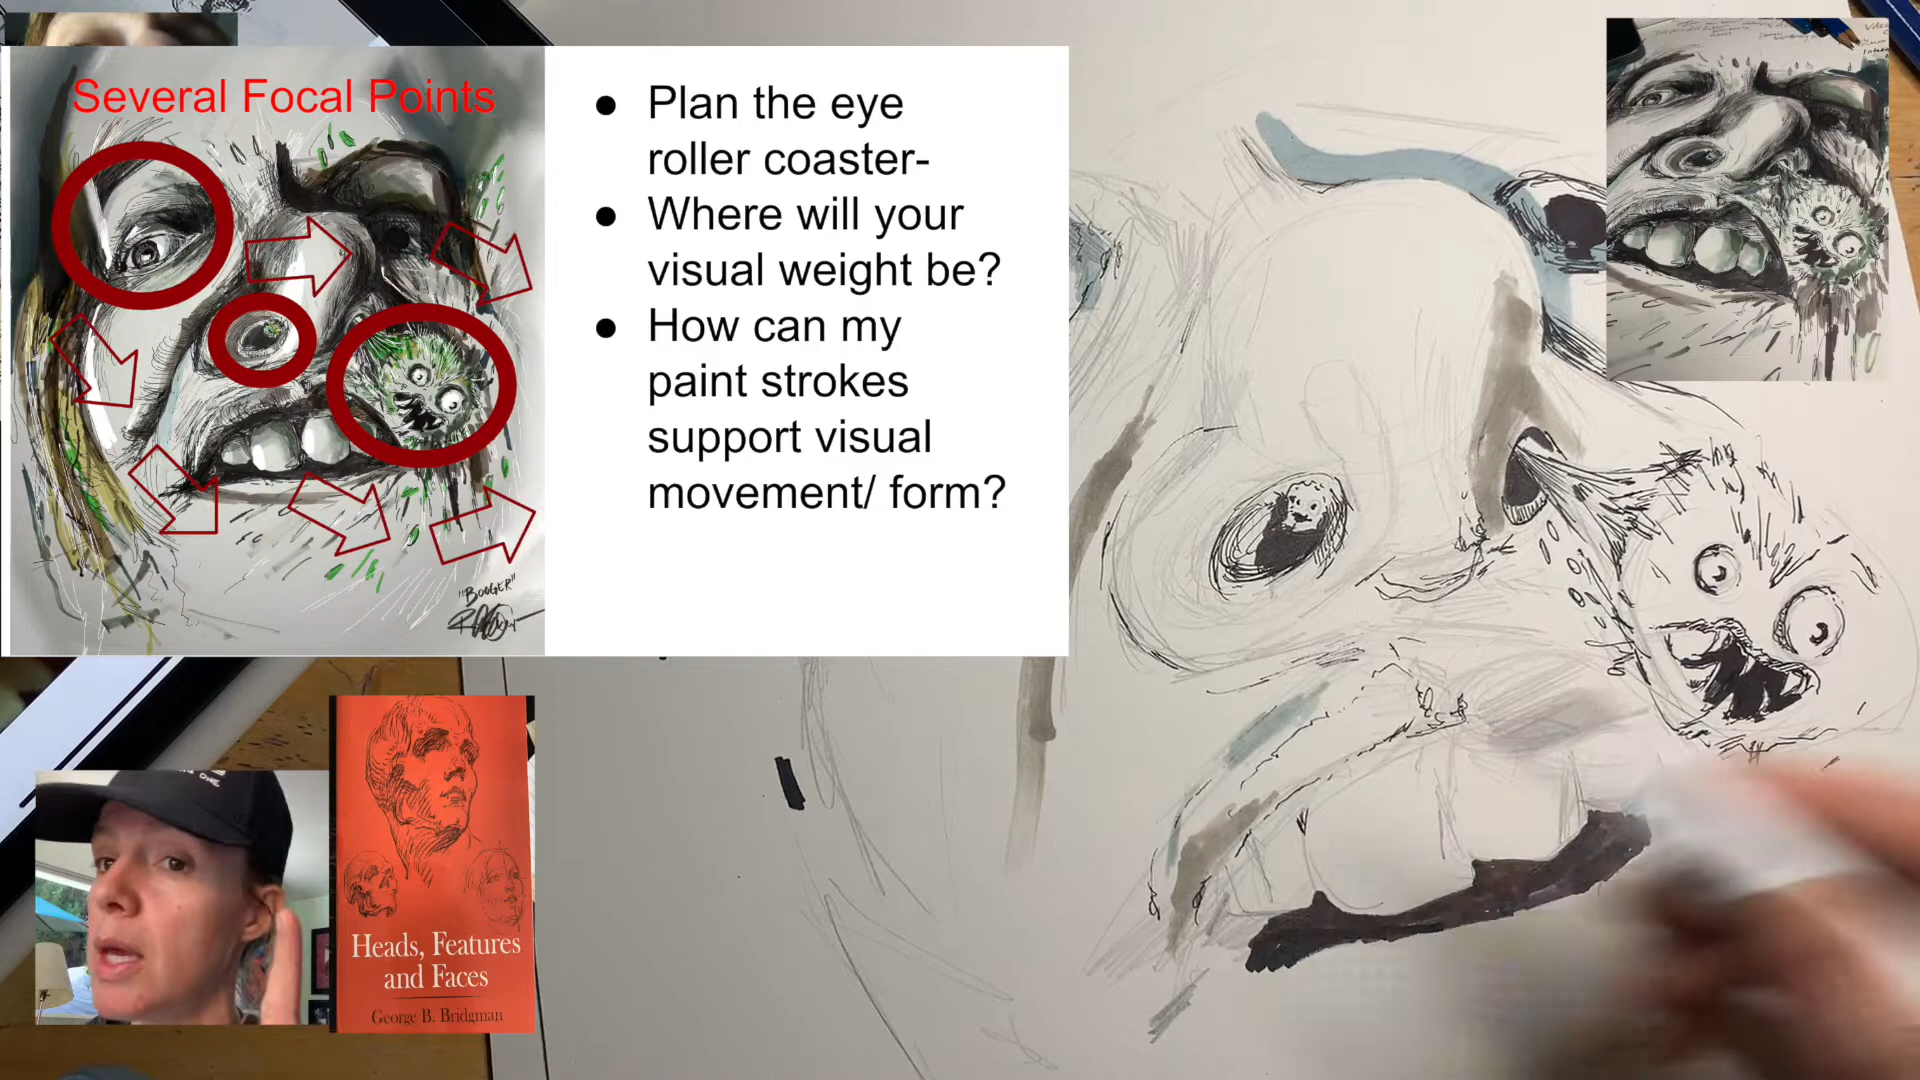 Several Focal Points
● Plan the eye
roller coaster-
● Where will your
visual weight be?
● How can my
paint strokes
support visual
movement/ form?
"BOOGER"
Heads, Features
and Faces
George B. Bridgman